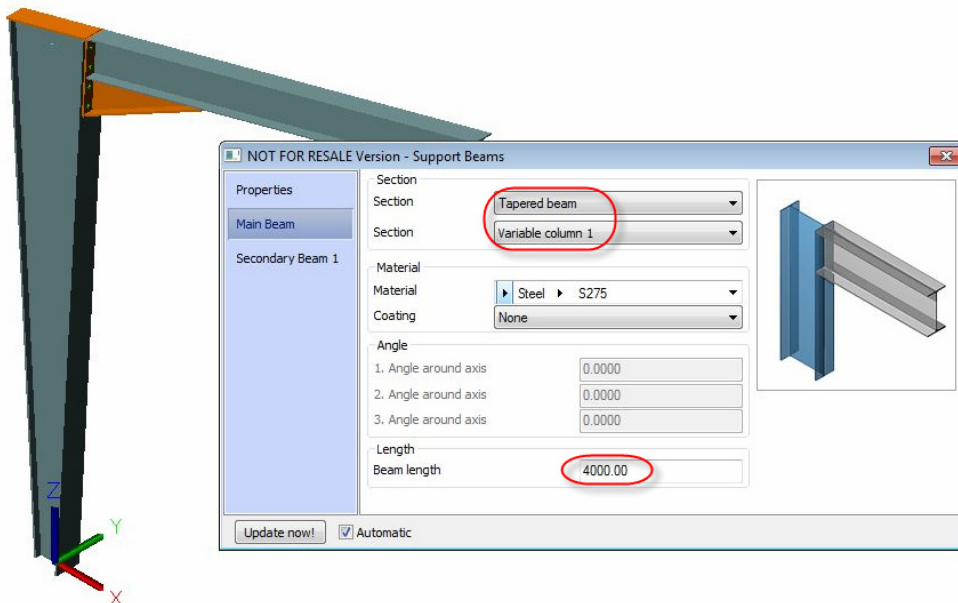 NOT FOR RESALE Version - Support Beams
Properties
Main Beam
Secondary Beam 1
Section
Section Tapered beam
Section Variable column 1
Material
Material Steel S275
Coating None
Angle
1. Angle around axis 0.0000
2. Angle around axis 0.0000
3. Angle around axis 0.0000
Length
Beam length 4000.00
Update now! Automatic
Z
Y
X